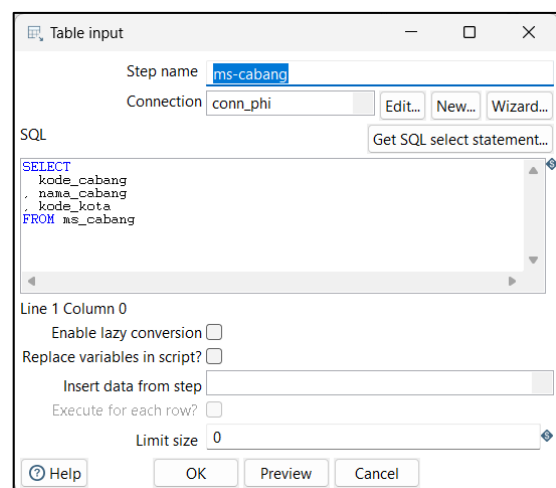 Table input
Step name ms-cabang
Connection conn_phi Edit... New... Wizard...
SQL Get SQL select statement...
SELECT
kode_cabang
, nama_cabang
, kode_kota
FROM ms_cabang
Line 1 Column 0
Enable lazy conversion
Replace variables in script?
Insert data from step
Execute for each row?
Limit size 0
Help OK Preview Cancel